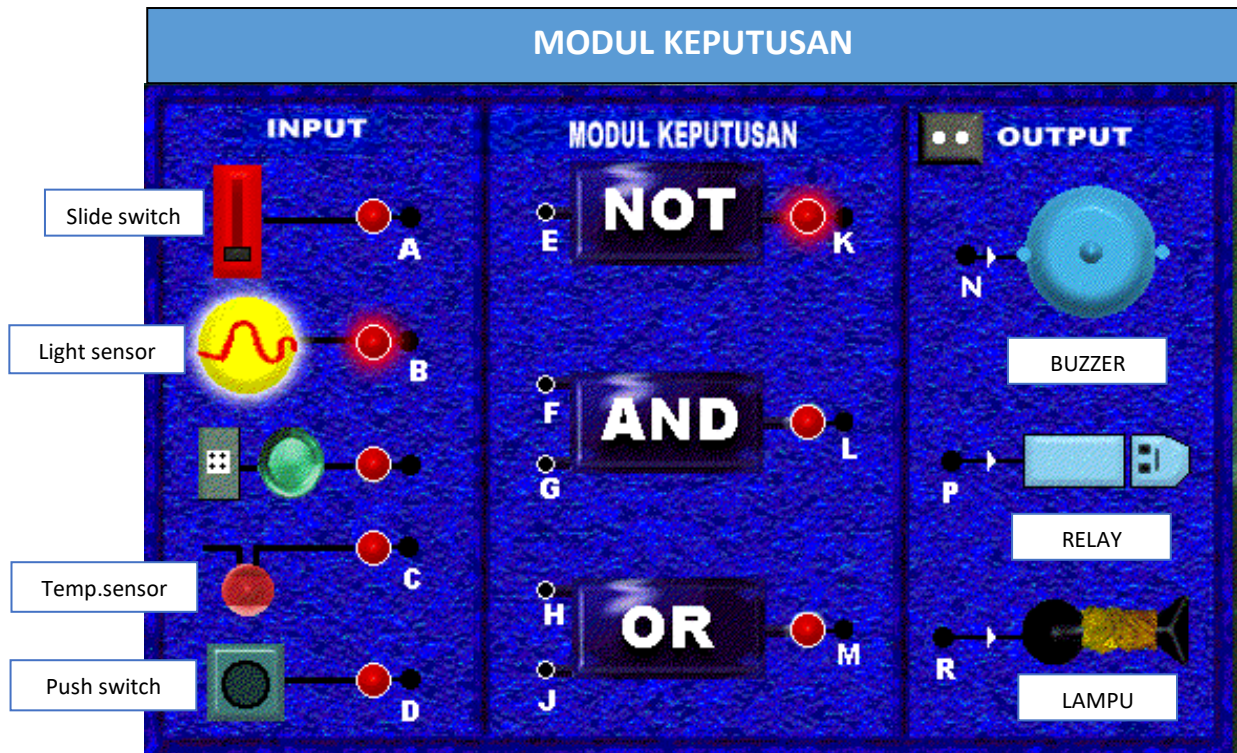 MODUL KEPUTUSAN
INPUT
MODUL KEPUTUSAN
OUTPUT
Slide switch
A
E
NOT
K
N
BUZZER
Light sensor
B
F
AND
L
G
P
RELAY
Temp.sensor
C
H
OR
M
J
R
LAMPU
Push switch
D